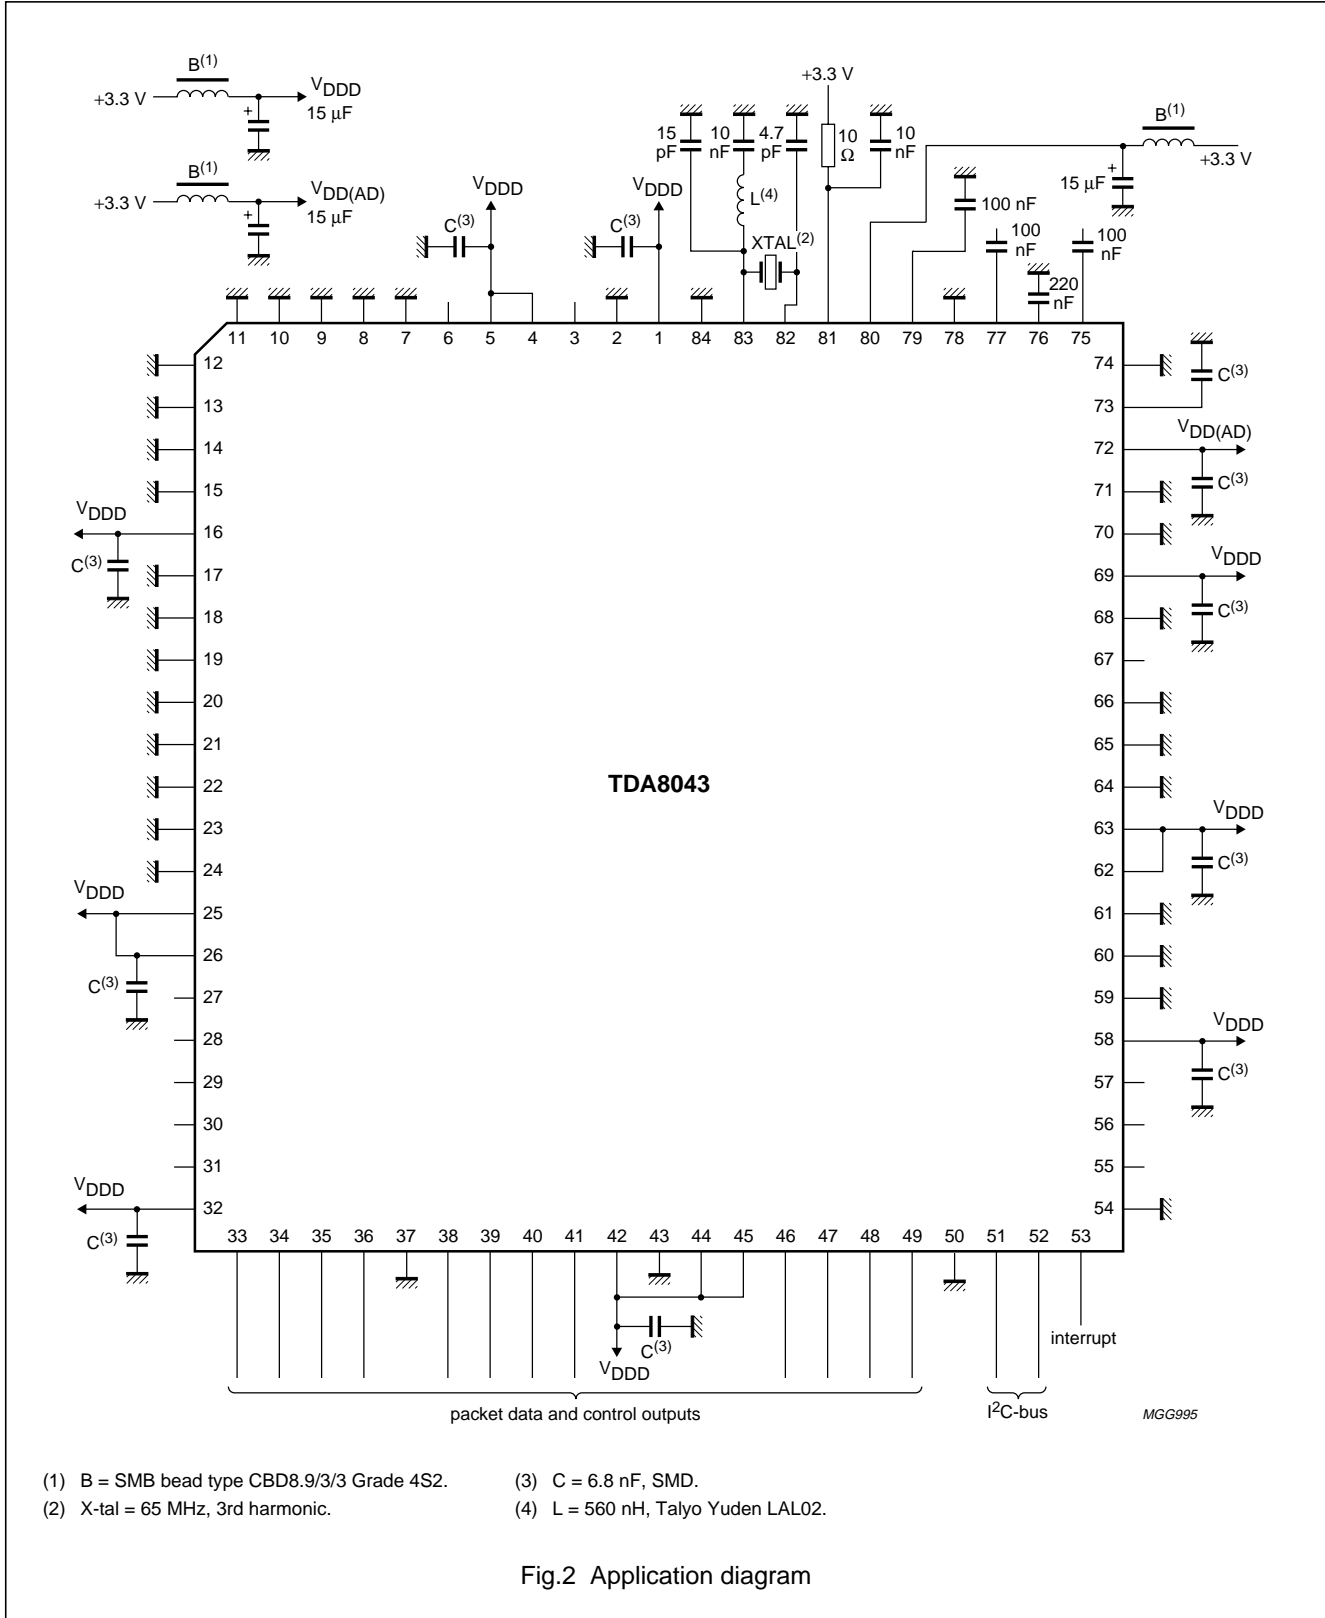 B(1)
+3.3 V
VDDD
15 µF
+
B(1)
+3.3 V
VDD(AD)
15 µF
+
+3.3 V
15 pF
10 nF
4.7 pF
10 Ω
10 nF
B(1)
+3.3 V
15 µF
+
VDDD
C(3)
VDDD
C(3)
L(4)
XTAL(2)
100 nF
100 nF
100 nF
220 nF
11 10 9 8 7 6 5 4 3 2 1 84 83 82 81 80 79 78 77 76 75
12
13
14
15
VDDD
16
C(3)
17
18
19
20
21
22
23
24
VDDD
25
26
C(3)
27
28
29
30
31
VDDD
32
C(3)
TDA8043
74
C(3)
73
VDD(AD)
72
C(3)
71
70
VDDD
69
C(3)
68
67
66
65
64
VDDD
63
C(3)
62
61
60
59
VDDD
58
C(3)
57
56
55
54
33 34 35 36 37 38 39 40 41 42 43 44 45 46 47 48 49 50 51 52 53
C(3)
VDDD
interrupt
packet data and control outputs
I2C-bus
MGG995
(1) B = SMB bead type CBD8.9/3/3 Grade 4S2.
(2) X-tal = 65 MHz, 3rd harmonic.
(3) C = 6.8 nF, SMD.
(4) L = 560 nH, Talyo Yuden LAL02.
Fig.2 Application diagram